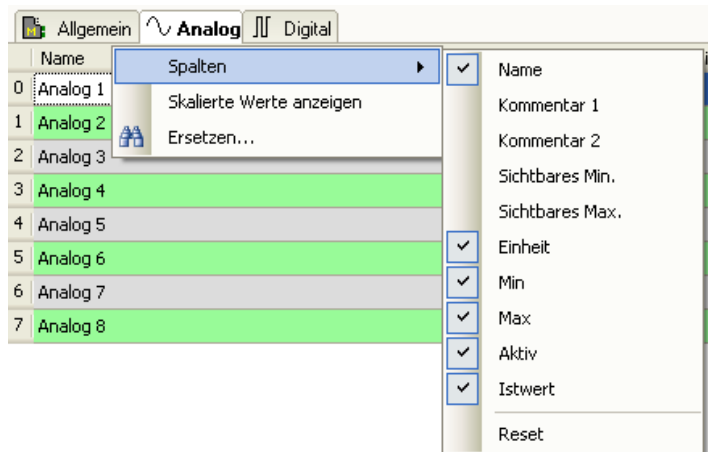 Allgemein Analog Digital
Name
Spalten
Skalierte Werte anzeigen
Ersetzen...
0 Analog 1
1 Analog 2
2 Analog 3
3 Analog 4
4 Analog 5
5 Analog 6
6 Analog 7
7 Analog 8
Name
Kommentar 1
Kommentar 2
Sichtbares Min.
Sichtbares Max.
Einheit
Min
Max
Aktiv
Istwert
Reset